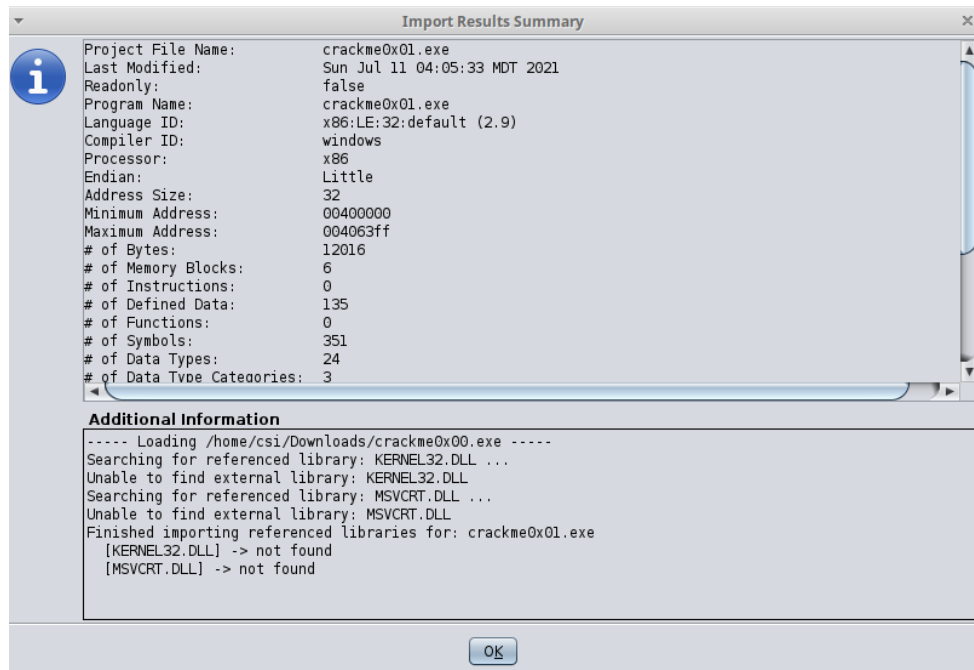 Import Results Summary
Project File Name: crackme0x01.exe
Last Modified: Sun Jul 11 04:05:33 MDT 2021
Readonly: false
Program Name: crackme0x01.exe
Language ID: x86:LE:32:default (2.9)
Compiler ID: windows
Processor: x86
Endian: Little
Address Size: 32
Minimum Address: 00400000
Maximum Address: 004063ff
# of Bytes: 12016
# of Memory Blocks: 6
# of Instructions: 0
# of Defined Data: 135
# of Functions: 0
# of Symbols: 351
# of Data Types: 24
# of Data Type Categories: 3
Additional Information
----- Loading /home/csi/Downloads/crackme0x00.exe -----
Searching for referenced library: KERNEL32.DLL ...
Unable to find external library: KERNEL32.DLL
Searching for referenced library: MSVCRT.DLL ...
Unable to find external library: MSVCRT.DLL
Finished importing referenced libraries for: crackme0x01.exe
[KERNEL32.DLL] -> not found
[MSVCRT.DLL] -> not found
OK